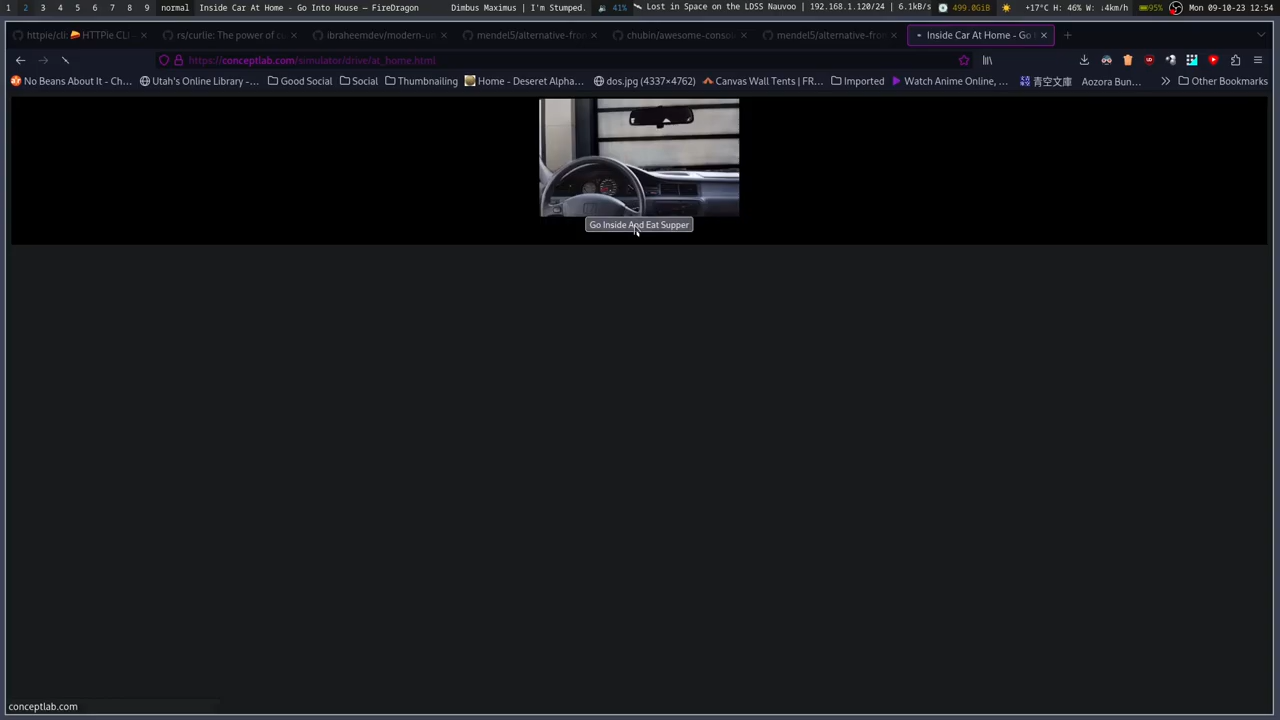 1 2 3 4 5 6 7 8 9 normal Inside Car At Home - Go Into House — FireDragon Dimbus Maximus | I'm Stumped. 41% Lost in Space on the LDSS Nauvoo | 192.168.1.120/24 | 6.1kB/s 499.0GiB +17°C H: 46% W: ↓4km/h 95% Mon 09-10-23 12:54
httpie/cli: 🥧 HTTPie CLI - rs/curlie: The power of cu ibraheemdev/modern-un mendel5/alternative-fron chubin/awesome-conso mendel5/alternative-fron Inside Car At Home - Go
https://conceptlab.com/simulator/drive/at_home.html
No Beans About It - Ch... Utah's Online Library -... Good Social Social Thumbnailing Home - Deseret Alpha... dos.jpg (4337×4762) Canvas Wall Tents | FR... Imported Watch Anime Online, ... 青空文庫 Aozora Bun... Other Bookmarks
Go Inside And Eat Supper
conceptlab.com